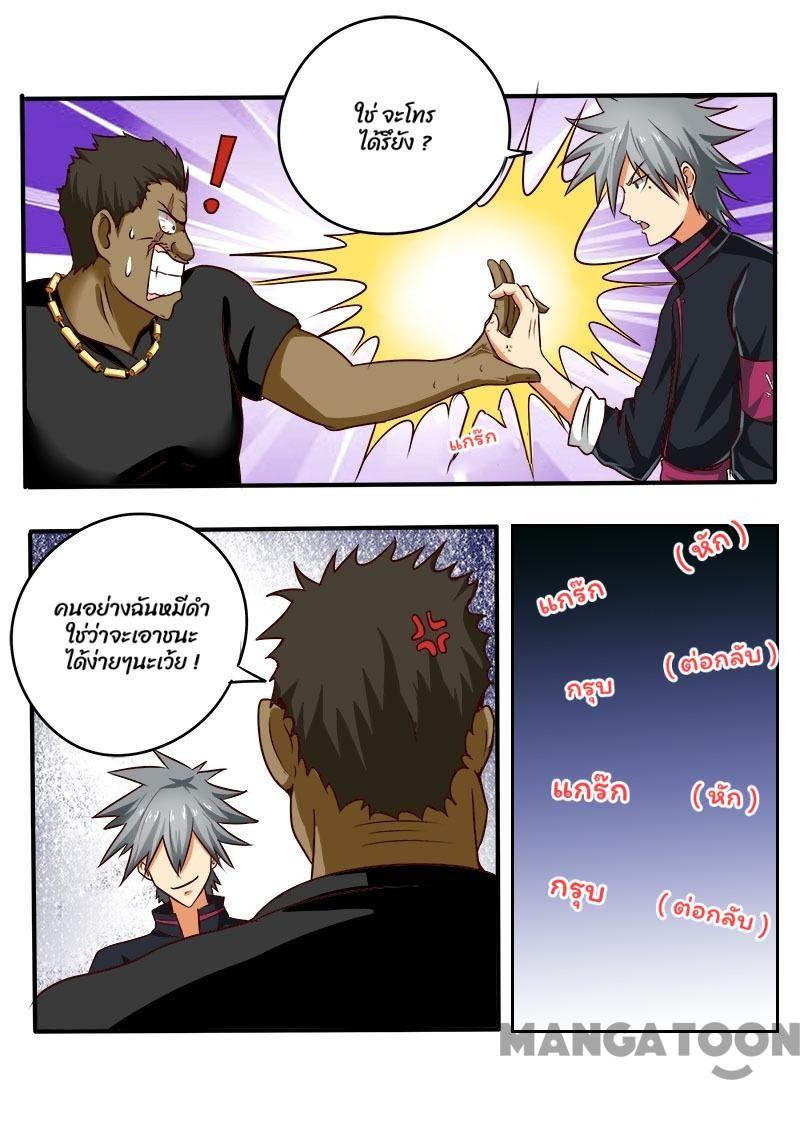 ใช่ จะโทร
ได้รึยัง ?
!
แกร๊ก
คนอย่างฉันหมีดำ
ใช่ว่าจะเอาชนะ
ได้ง่ายๆนะเว้ย !
แกร๊ก (หัก)
กรุบ (ต่อกลับ)
แกร๊ก (หัก)
กรุบ (ต่อกลับ)
MANGATOON